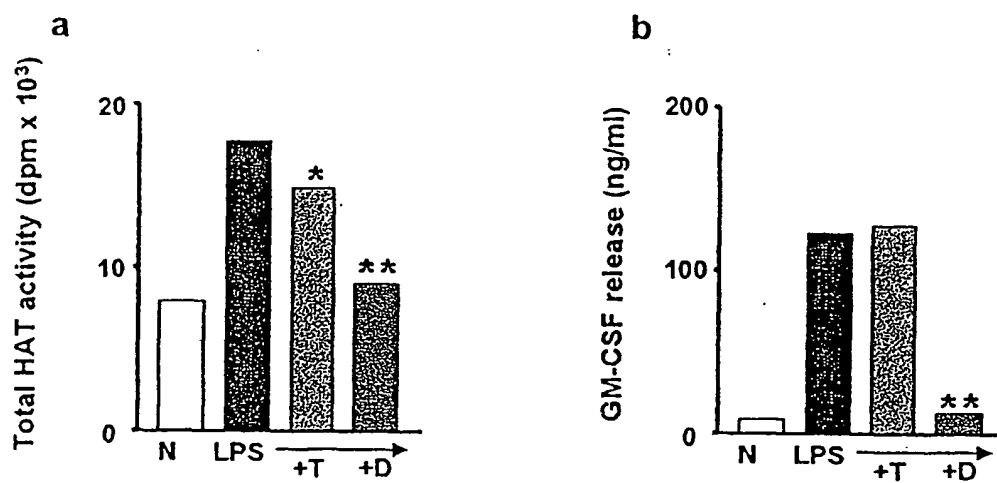 a
Total HAT activity (dpm x 10³)
20
10
0
*
**
N LPS +T +D
b
GM-CSF release (ng/ml)
200
100
0
**
N LPS +T +D